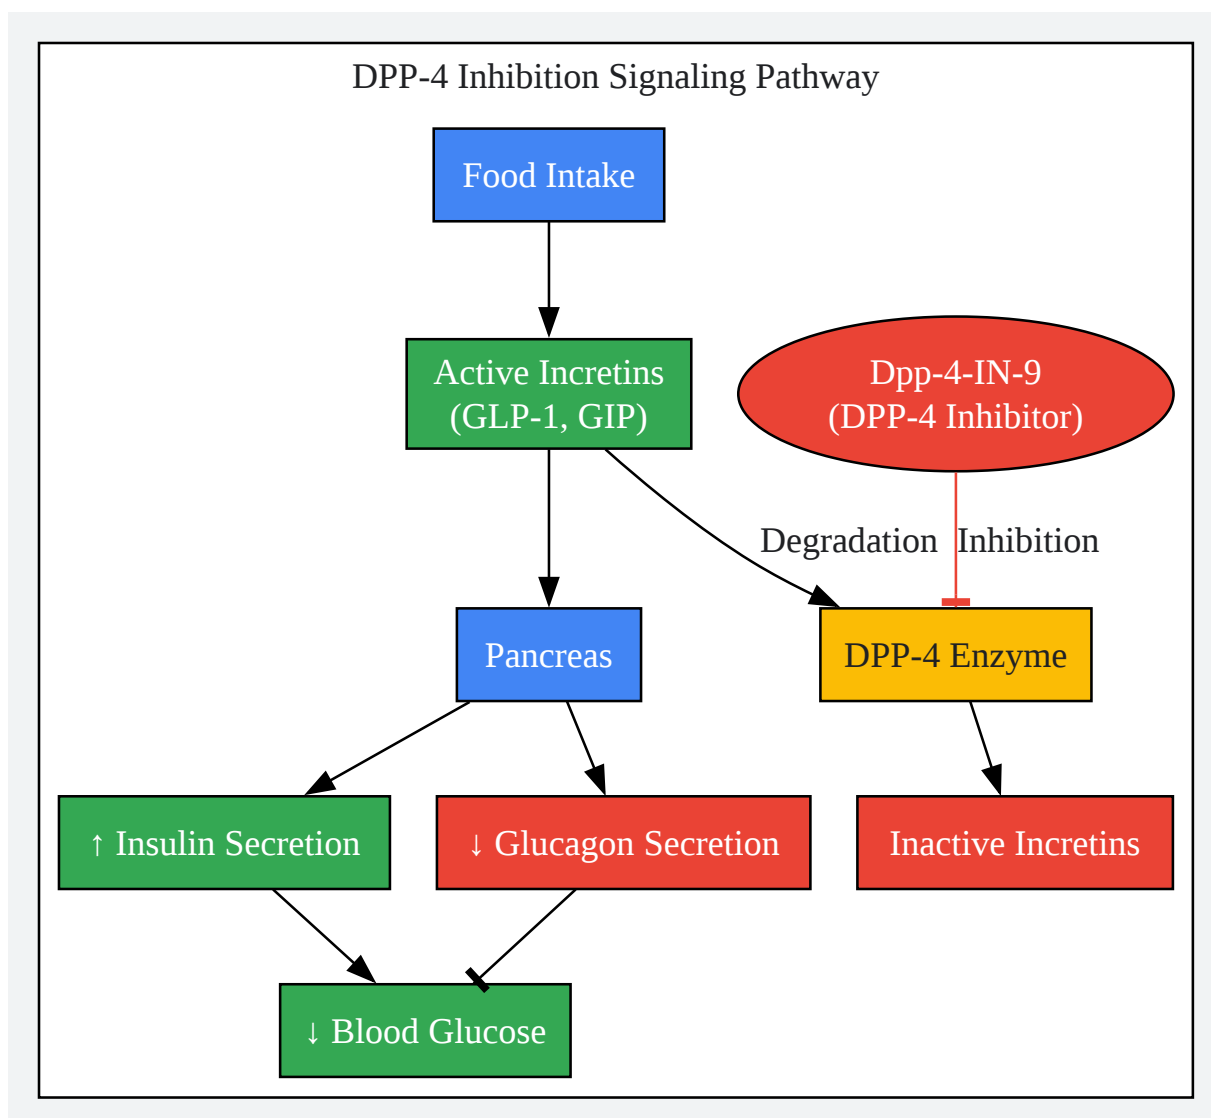 DPP-4 Inhibition Signaling Pathway
Food Intake
Active Incretins
(GLP-1, GIP)
Dpp-4-IN-9
(DPP-4 Inhibitor)
Degradation
Inhibition
Pancreas
DPP-4 Enzyme
↑ Insulin Secretion
↓ Glucagon Secretion
Inactive Incretins
↓ Blood Glucose